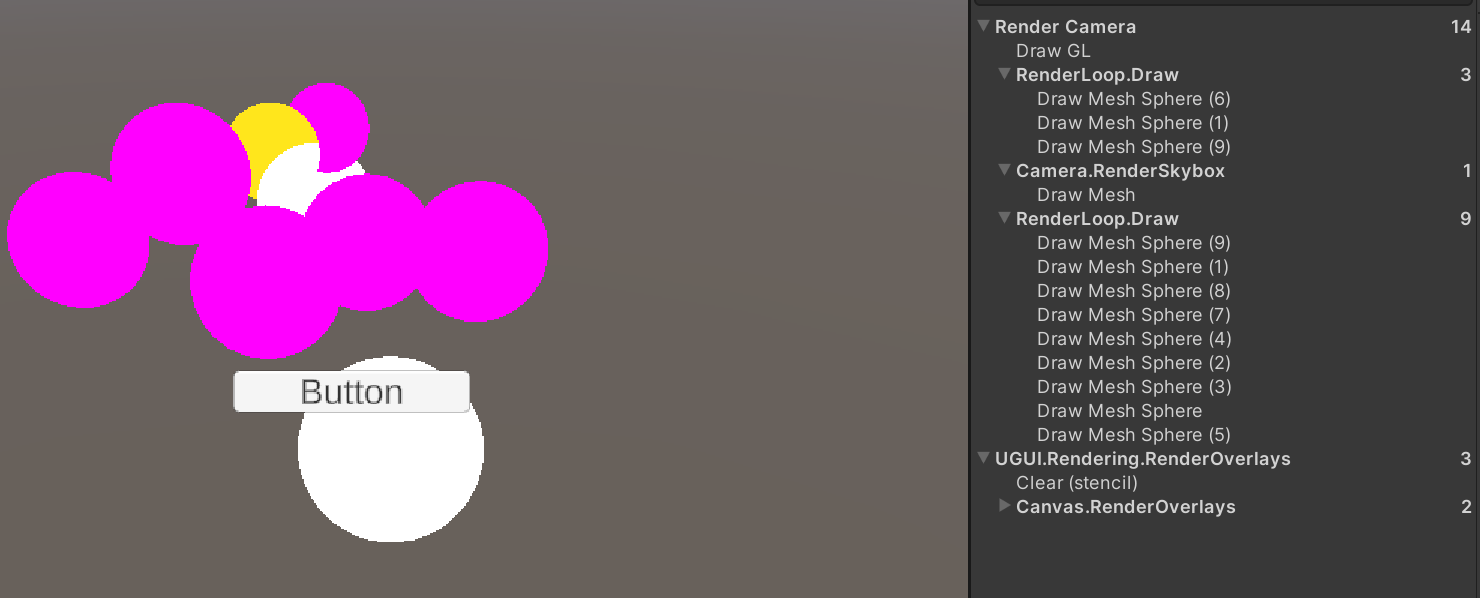 Button
Render Camera 14
Draw GL
RenderLoop.Draw 3
Draw Mesh Sphere (6)
Draw Mesh Sphere (1)
Draw Mesh Sphere (9)
Camera.RenderSkybox 1
Draw Mesh
RenderLoop.Draw 9
Draw Mesh Sphere (9)
Draw Mesh Sphere (1)
Draw Mesh Sphere (8)
Draw Mesh Sphere (7)
Draw Mesh Sphere (4)
Draw Mesh Sphere (2)
Draw Mesh Sphere (3)
Draw Mesh Sphere
Draw Mesh Sphere (5)
UGUI.Rendering.RenderOverlays 3
Clear (stencil)
Canvas.RenderOverlays 2